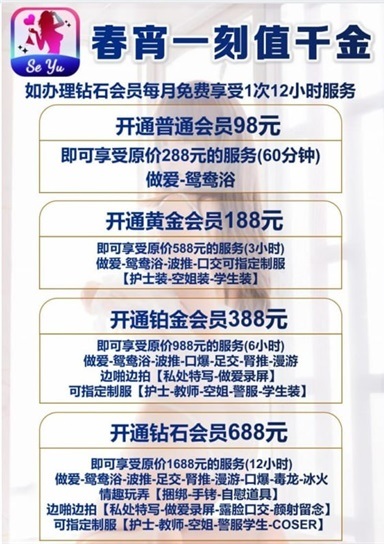 Se Yu
春宵一刻值千金
如办理钻石会员每月免费享受1次12小时服务
开通普通会员98元
即可享受原价288元的服务(60分钟)
做爱-鸳鸯浴
开通黄金会员188元
即可享受原价588元的服务(3小时)
做爱-鸳鸯浴-波推-口交可指定制服
【护士装-空姐装-学生装】
开通铂金会员388元
即可享受原价988元的服务(6小时)
做爱-鸳鸯浴-波推-口爆-足交-臀推-漫游
边啪边拍【私处特写-做爱录屏】
可指定制服【护士-教师-空姐-警服-学生装】
开通钻石会员688元
即可享受原价1688元的服务(12小时)
做爱-鸳鸯浴-波推-足交-臀推-漫游-口爆-毒龙-冰火
情趣玩弄【捆绑-手铐-自慰道具】
边啪边拍【私处特写-做爱录屏-露脸口交-颜射留念】
可指定制服【护士-教师-空姐-警服学生-COSER】